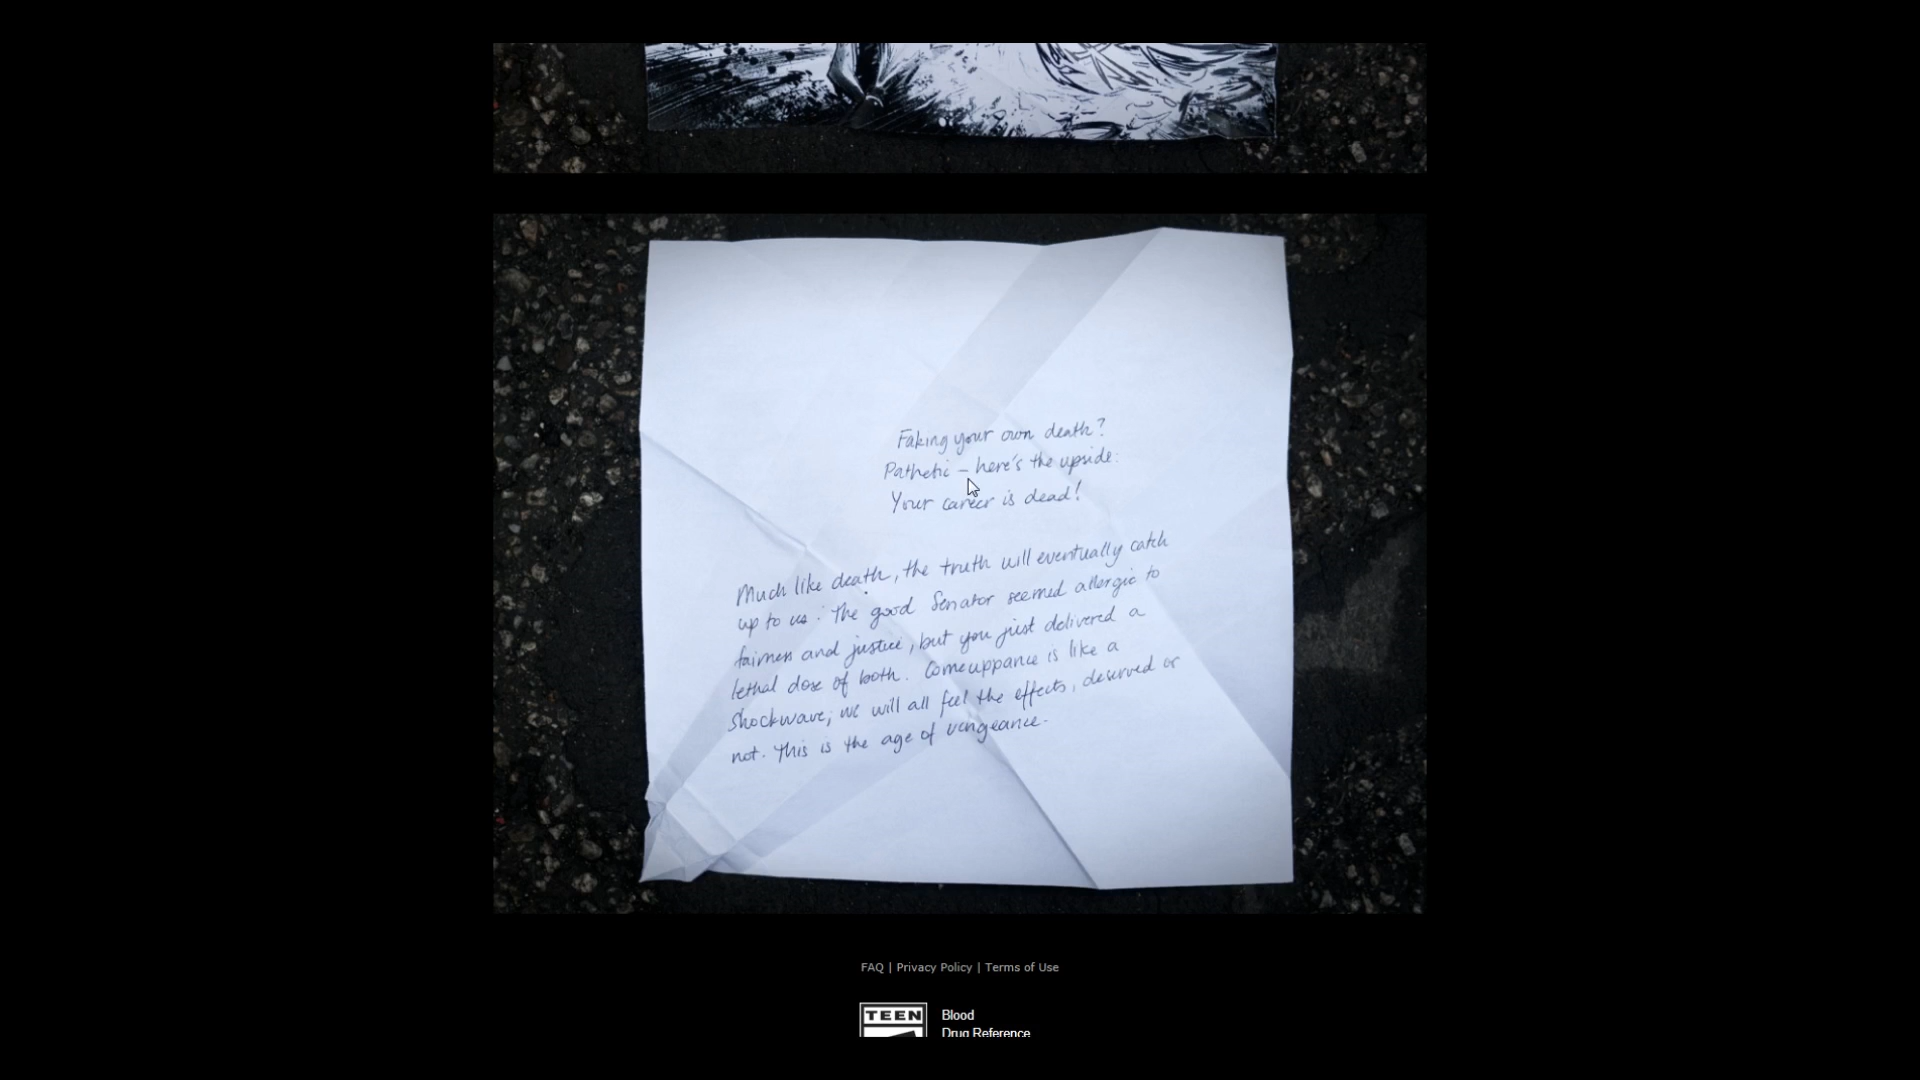 Faking your own death?
Pathetic – here's the upside:
Your career is dead!
Much like death, the truth will eventually catch
up to us. The good Senator seemed allergic to
fairness and justice, but you just delivered a
lethal dose of both. Comeuppance is like a
shockwave; we will all feel the effects, deserved or
not. This is the age of vengeance.
FAQ | Privacy Policy | Terms of Use
TEEN
Blood
Drug Reference